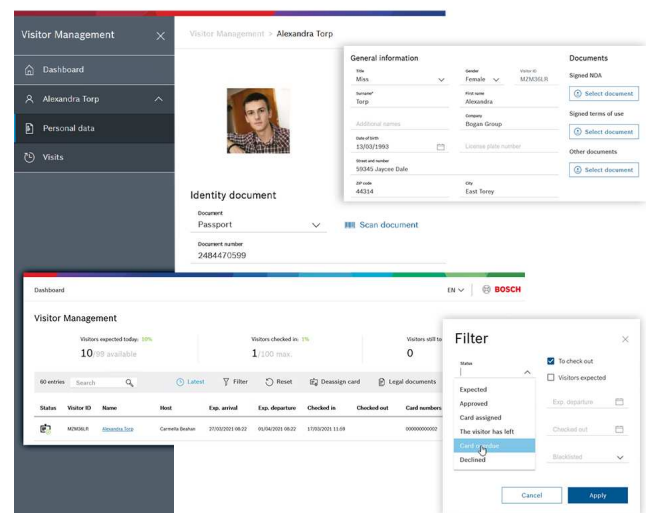 Visitor Management
Visitor Management > Alexandra Torp
Dashboard
Alexandra Torp
Personal data
Visits
General information
Title
Miss
Gender
Female
Visitor ID
MZM36LR
Surname*
Torp
First name
Alexandra
Additional names
Company
Bogan Group
Date of birth
13/03/1993
License plate number
Street and number
59345 Jaycee Dale
ZIP code
44314
City
East Torey
Documents
Signed NDA
Select document
Signed terms of use
Select document
Other documents
Select document
Identity document
Document
Passport
Scan document
Document number
2484470599
Dashboard
EN
BOSCH
Visitor Management
Visitors expected today: 10%
10/99 available
Visitors checked in: 1%
1/100 max.
Visitors still to
0
60 entries
Search
Latest
Filter
Reset
Deassign card
Legal documents
Status Visitor ID Name Host Exp. arrival Exp. departure Checked in Checked out Card numbers
MZM36LR Alexandra Torp Carmella Beahan 27/03/2021 08:22 01/04/2021 08:22 17/03/2021 11:09 000000000002
Filter
Status
Expected
Approved
Card assigned
The visitor has left
Card
Declined
To check out
Visitors expected
Exp. departure
Checked out
Blacklisted
Cancel
Apply